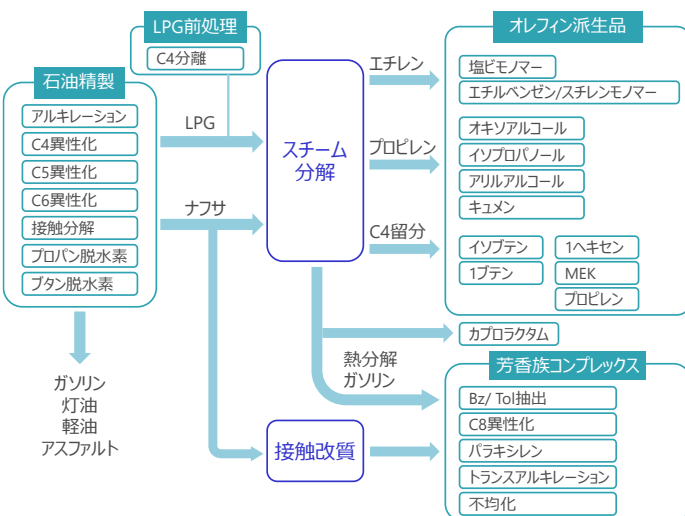 LPG前処理
C4分離
石油精製
アルキレーション
C4異性化
C5異性化
C6異性化
接触分解
プロパン脱水素
ブタン脱水素
ガソリン
灯油
軽油
アスファルト
LPG
ナフサ
スチーム
分解
エチレン
プロピレン
C4留分
熱分解
ガソリン
接触改質
オレフィン派生品
塩ビモノマー
エチルベンゼン/スチレンモノマー
オキソアルコール
イソプロパノール
アリルアルコール
キュメン
イソブテン
1ヘキセン
1ブテン
MEK
プロピレン
カプロラクタム
芳香族コンプレックス
Bz/ Tol抽出
C8異性化
パラキシレン
トランスアルキレーション
不均化